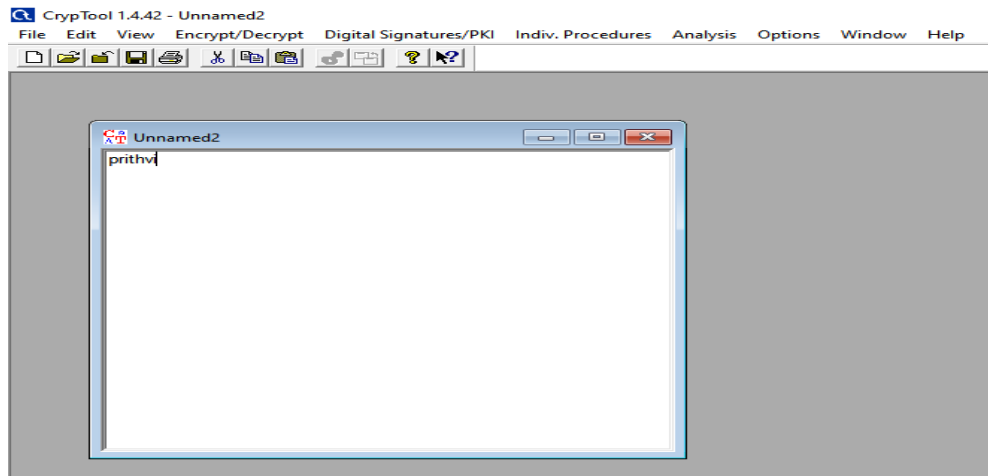 CrypTool 1.4.42 - Unnamed2
File Edit View Encrypt/Decrypt Digital Signatures/PKI Indiv. Procedures Analysis Options Window Help
Unnamed2
prithvi